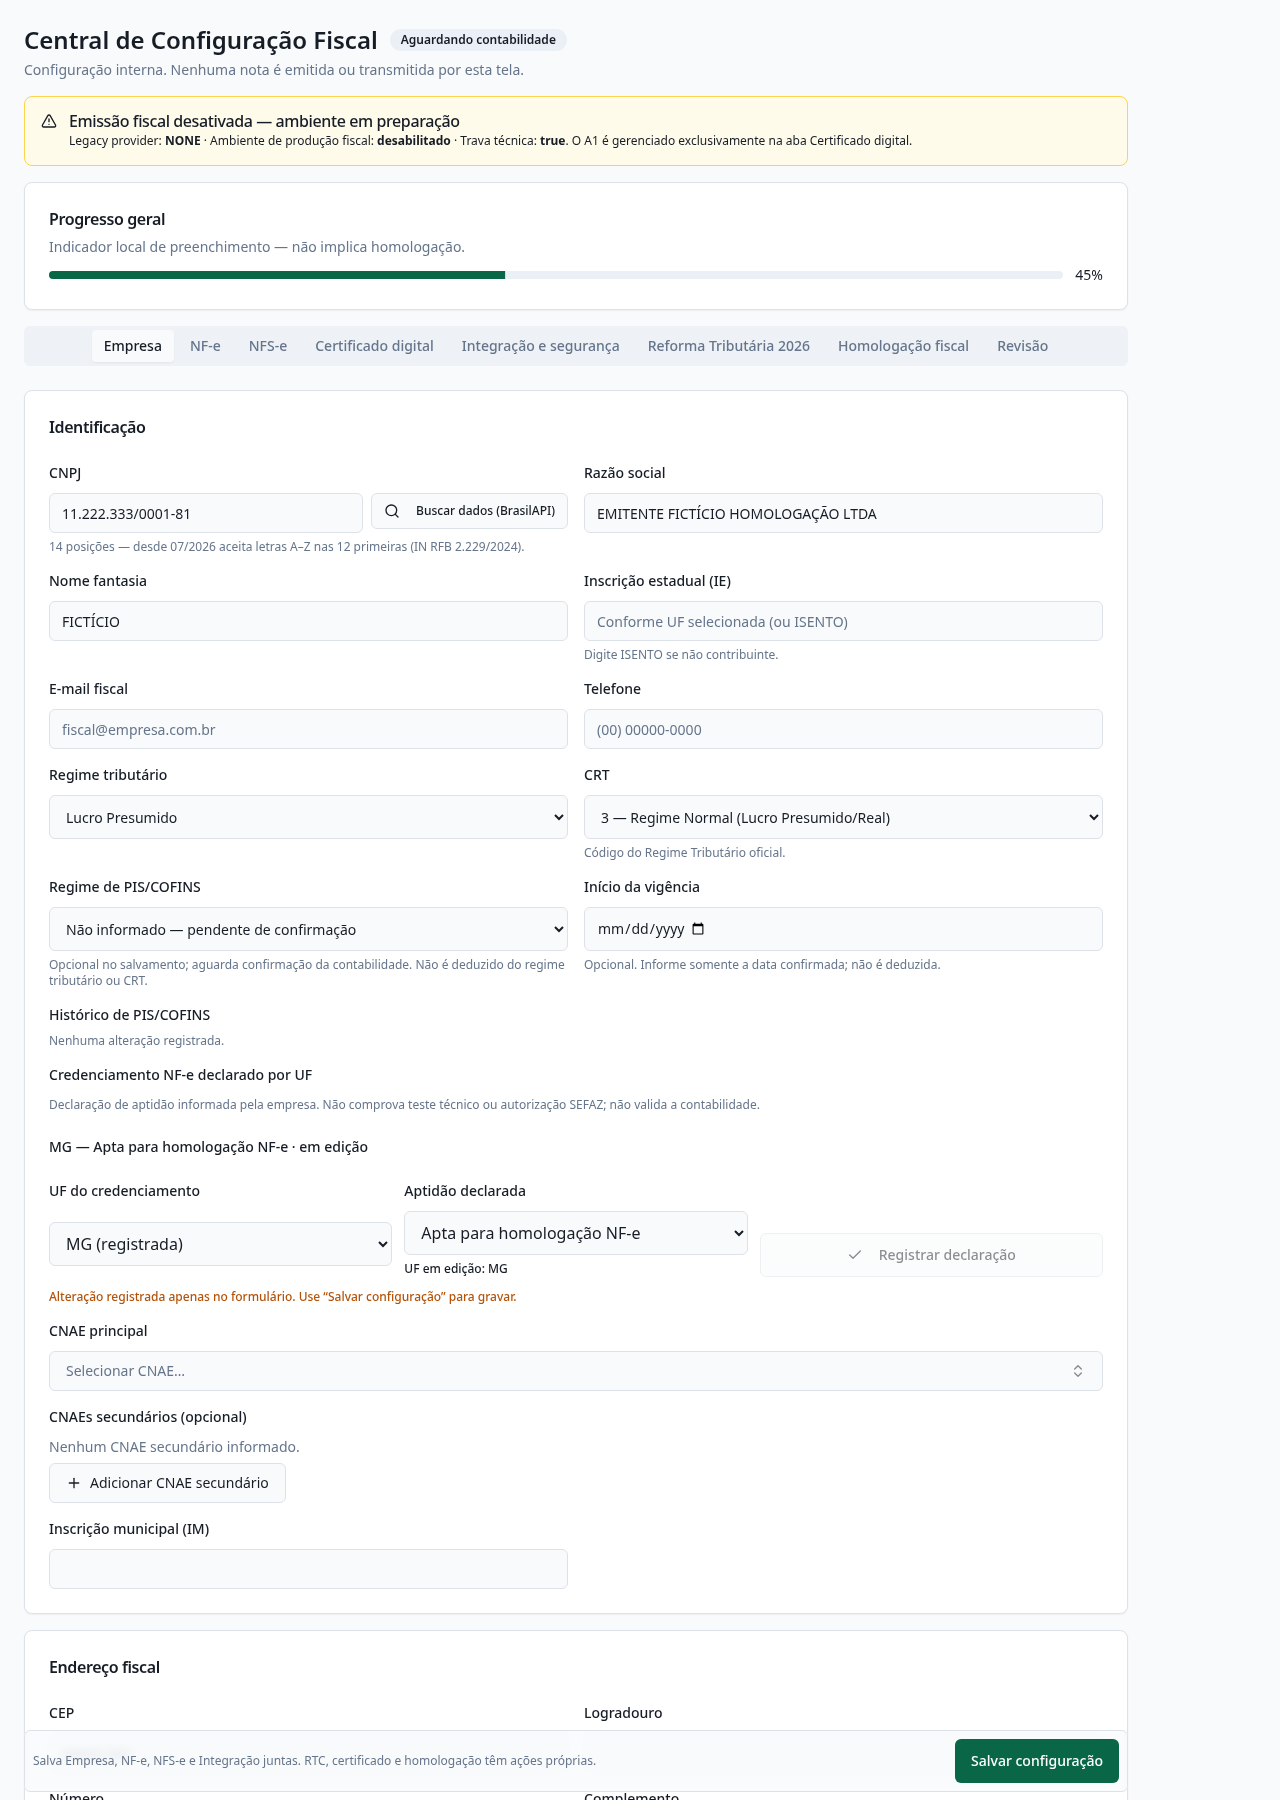 Central de Configuração Fiscal
Aguardando contabilidade
Configuração interna. Nenhuma nota é emitida ou transmitida por esta tela.
Emissão fiscal desativada — ambiente em preparação
Legacy provider: NONE · Ambiente de produção fiscal: desabilitado · Trava técnica: true. O A1 é gerenciado exclusivamente na aba Certificado digital.
Progresso geral
Indicador local de preenchimento — não implica homologação.
45%
Empresa NF-e NFS-e Certificado digital Integração e segurança Reforma Tributária 2026 Homologação fiscal Revisão
Identificação
CNPJ
11.222.333/0001-81
Buscar dados (BrasilAPI)
14 posições — desde 07/2026 aceita letras A–Z nas 12 primeiras (IN RFB 2.229/2024).
Razão social
EMITENTE FICTÍCIO HOMOLOGAÇÃO LTDA
Nome fantasia
FICTÍCIO
Inscrição estadual (IE)
Conforme UF selecionada (ou ISENTO)
Digite ISENTO se não contribuinte.
E-mail fiscal
fiscal@empresa.com.br
Telefone
(00) 00000-0000
Regime tributário
Lucro Presumido
CRT
3 — Regime Normal (Lucro Presumido/Real)
Código do Regime Tributário oficial.
Regime de PIS/COFINS
Não informado — pendente de confirmação
Opcional no salvamento; aguarda confirmação da contabilidade. Não é deduzido do regime
tributário ou CRT.
Início da vigência
mm/dd/yyyy
Opcional. Informe somente a data confirmada; não é deduzida.
Histórico de PIS/COFINS
Nenhuma alteração registrada.
Credenciamento NF-e declarado por UF
Declaração de aptidão informada pela empresa. Não comprova teste técnico ou autorização SEFAZ; não valida a contabilidade.
MG — Apta para homologação NF-e · em edição
UF do credenciamento
MG (registrada)
Aptidão declarada
Apta para homologação NF-e
UF em edição: MG
Registrar declaração
Alteração registrada apenas no formulário. Use “Salvar configuração” para gravar.
CNAE principal
Selecionar CNAE...
CNAEs secundários (opcional)
Nenhum CNAE secundário informado.
Adicionar CNAE secundário
Inscrição municipal (IM)
Endereço fiscal
CEP
Logradouro
Salva Empresa, NF-e, NFS-e e Integração juntas. RTC, certificado e homologação têm ações próprias.
Salvar configuração
Número
Complemento